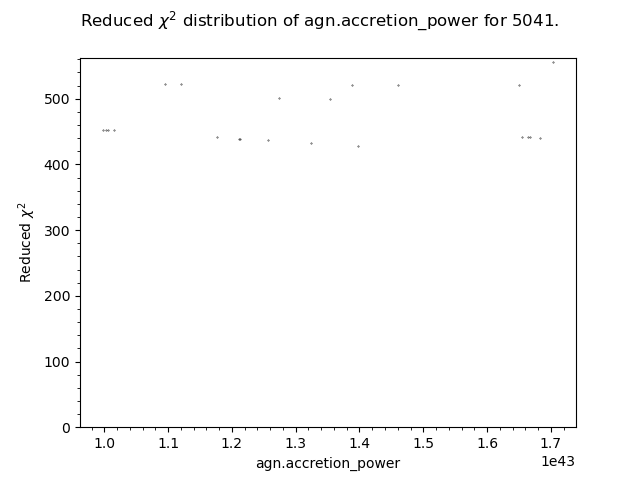 Reduced χ² distribution of agn.accretion_power for 5041.
500
400
300
200
100
0
Reduced χ²
1.0 1.1 1.2 1.3 1.4 1.5 1.6 1.7
1e43
agn.accretion_power